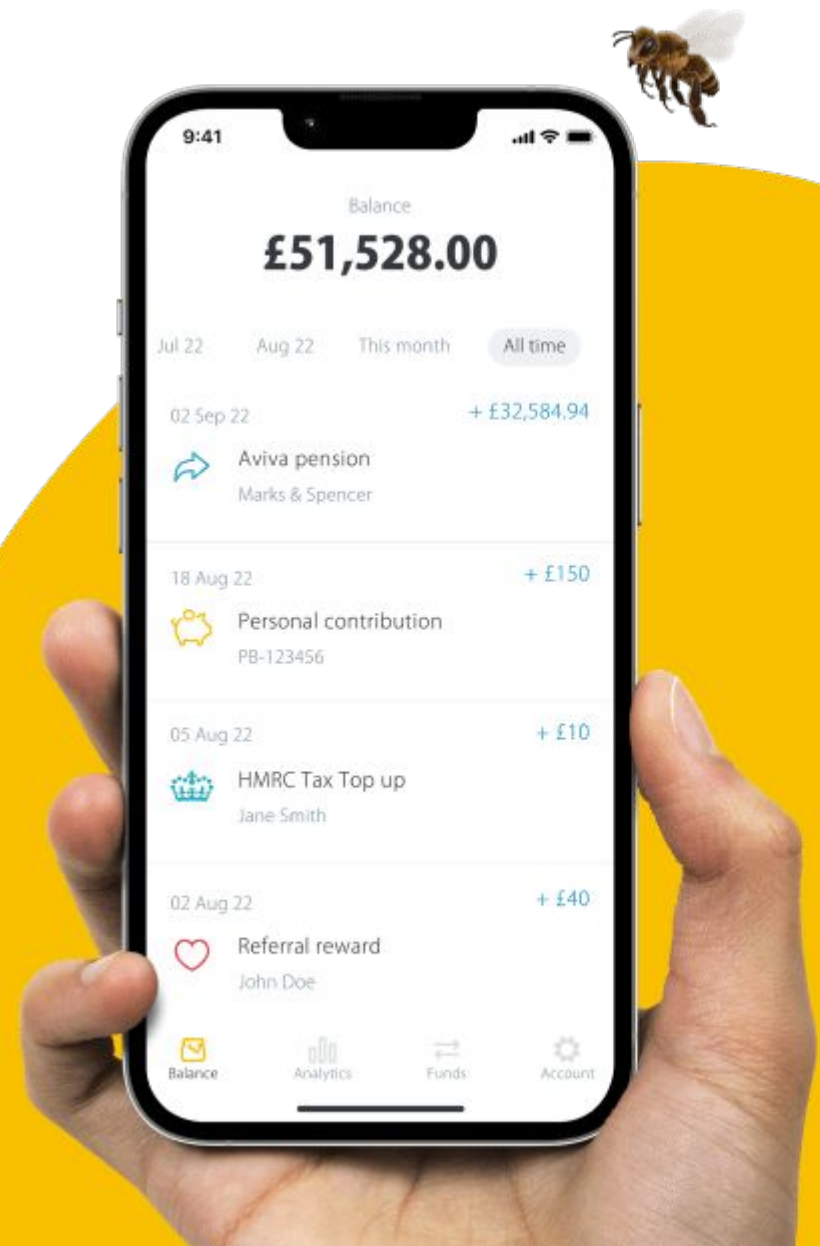 9:41
Balance
£51,528.00
Jul 22 Aug 22 This month All time
02 Sep 22 + £32,584.94
Aviva pension
Marks & Spencer
18 Aug 22 + £150
Personal contribution
PB-123456
05 Aug 22 + £10
HMRC Tax Top up
Jane Smith
02 Aug 22 + £40
Referral reward
John Doe
Balance Analytics Funds Account